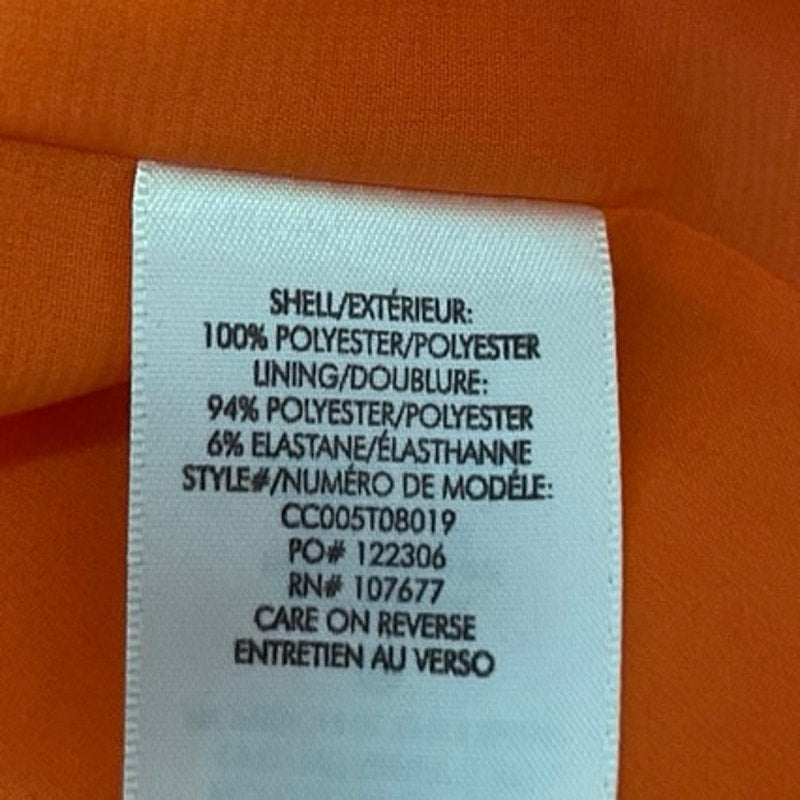 SHELL/EXTÉRIEUR:
100% POLYESTER/POLYESTER
LINING/DOUBLURE:
94% POLYESTER/POLYESTER
6% ELASTANE/ÉLASTHANNE
STYLE#/NUMÉRO DE MODÉLE:
CC005T08019
PO# 122306
RN# 107677
CARE ON REVERSE
ENTRETIEN AU VERSO